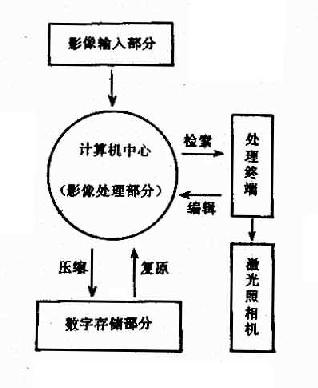 影像输入部分
计算机中心
(影像处理部分)
检索
编辑
处理终端
压缩
复原
数字存储部分
激光照相机